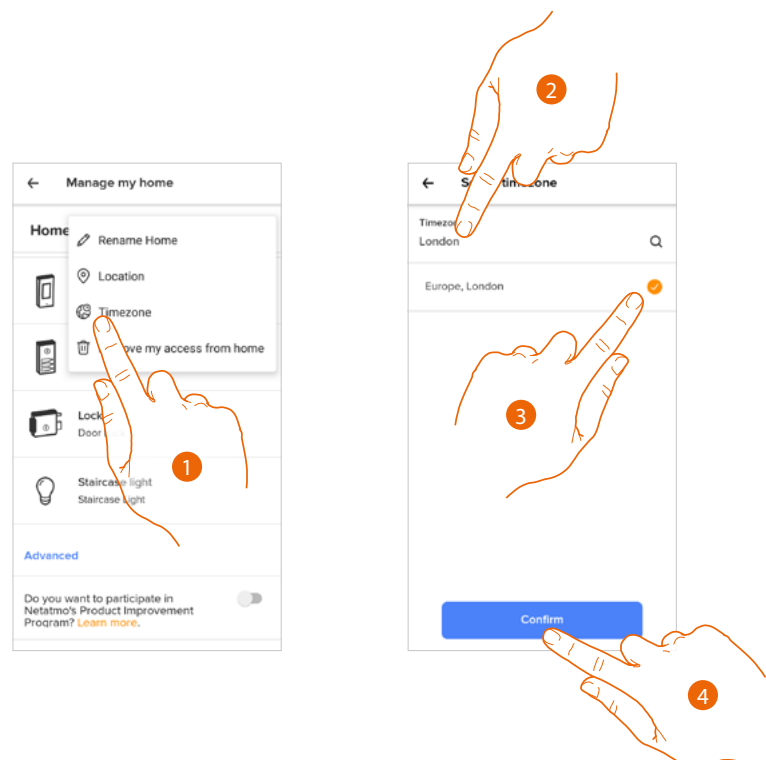 Manage my home
Home
Rename Home
Location
Timezone
my access from home
Lock
Door
Staircase light
Staircase Light
Advanced
Do you want to participate in
Netatmo's Product Improvement
Program? Learn more.
1
2
Timezo
London
Europe, London
3
Confirm
4